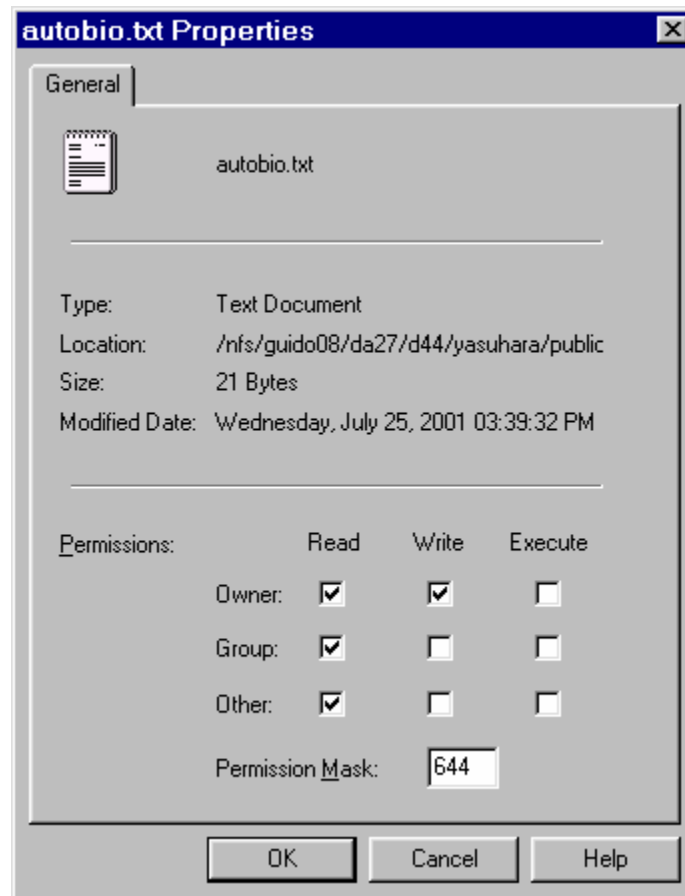 autobio.txt Properties
General
autobio.txt
Type: Text Document
Location: /nfs/guido08/da27/d44/yasuhara/public
Size: 21 Bytes
Modified Date: Wednesday, July 25, 2001 03:39:32 PM
Permissions: Read Write Execute
Owner:
Group:
Other:
Permission Mask: 644
OK Cancel Help